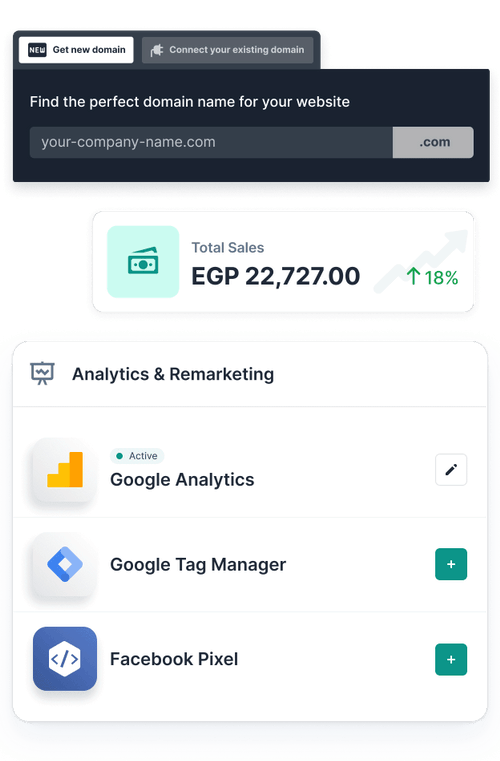 NEW Get new domain
Connect your existing domain
Find the perfect domain name for your website
your-company-name.com
.com
Total Sales
EGP 22,727.00
↑18%
Analytics & Remarketing
Active
Google Analytics
Google Tag Manager
+
</>
Facebook Pixel
+